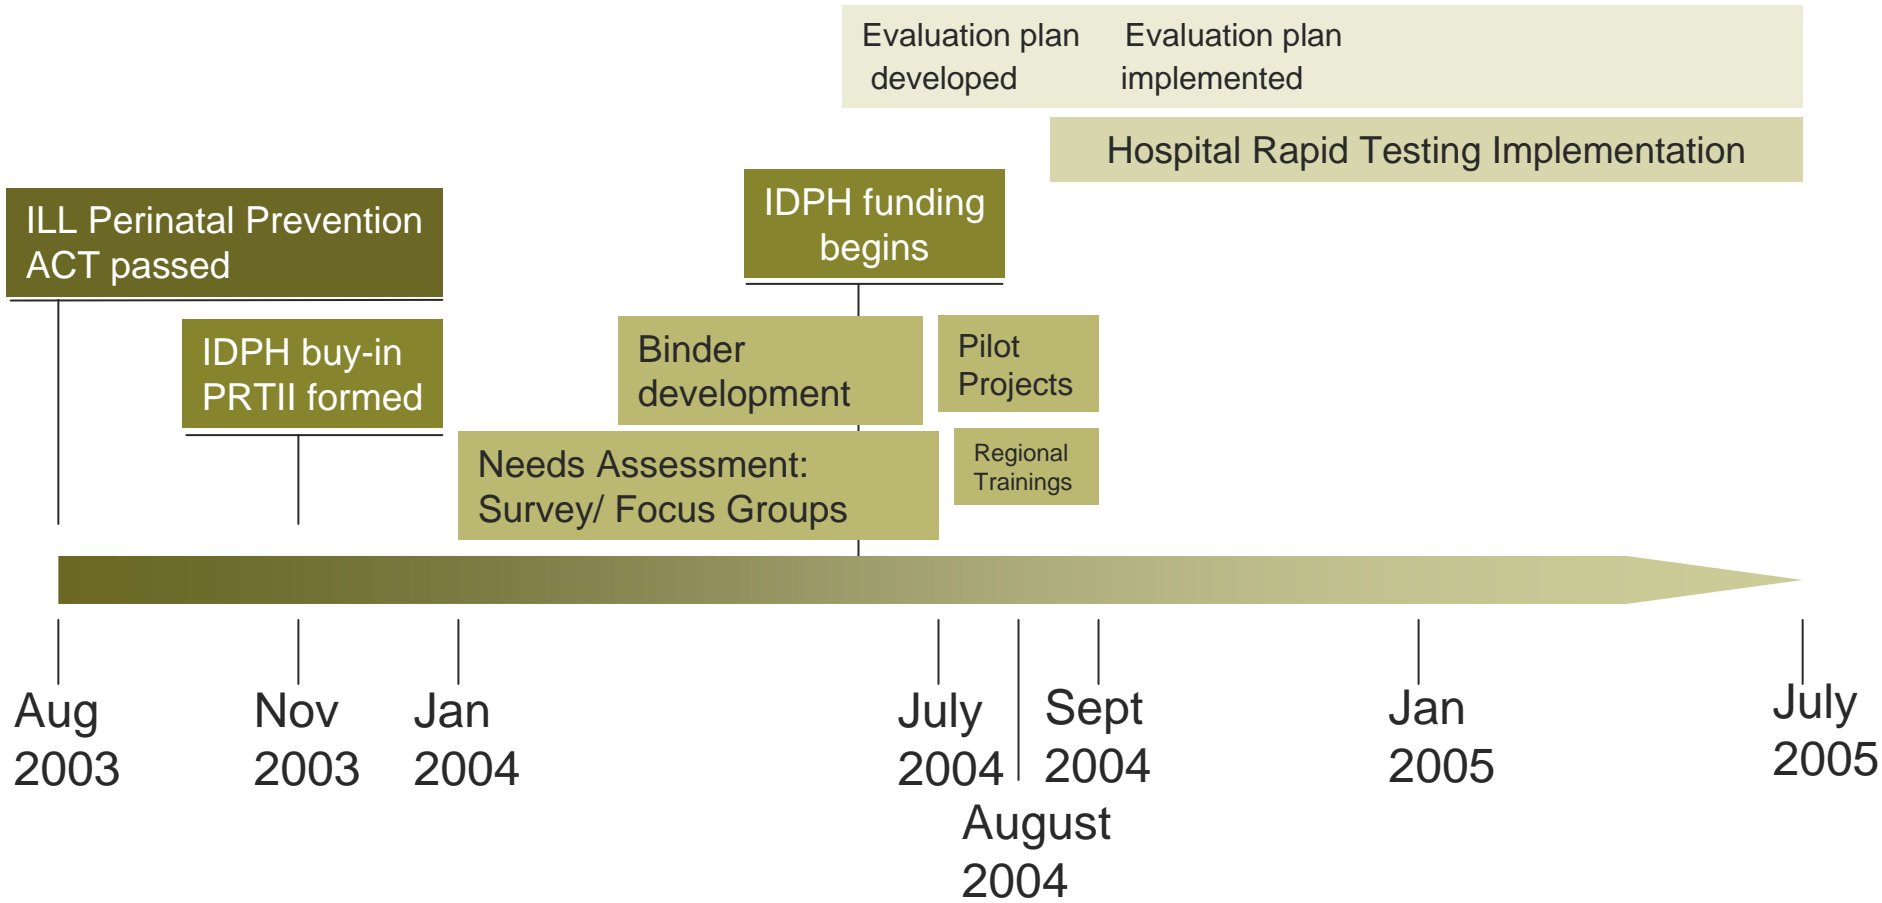 Evaluation plan
developed
Evaluation plan
implemented
Hospital Rapid Testing Implementation
ILL Perinatal Prevention
ACT passed
IDPH funding
begins
IDPH buy-in
PRTII formed
Binder
development
Pilot
Projects
Needs Assessment:
Survey/ Focus Groups
Regional
Trainings
Aug
2003
Nov
2003
Jan
2004
July
2004
August
2004
Sept
2004
Jan
2005
July
2005